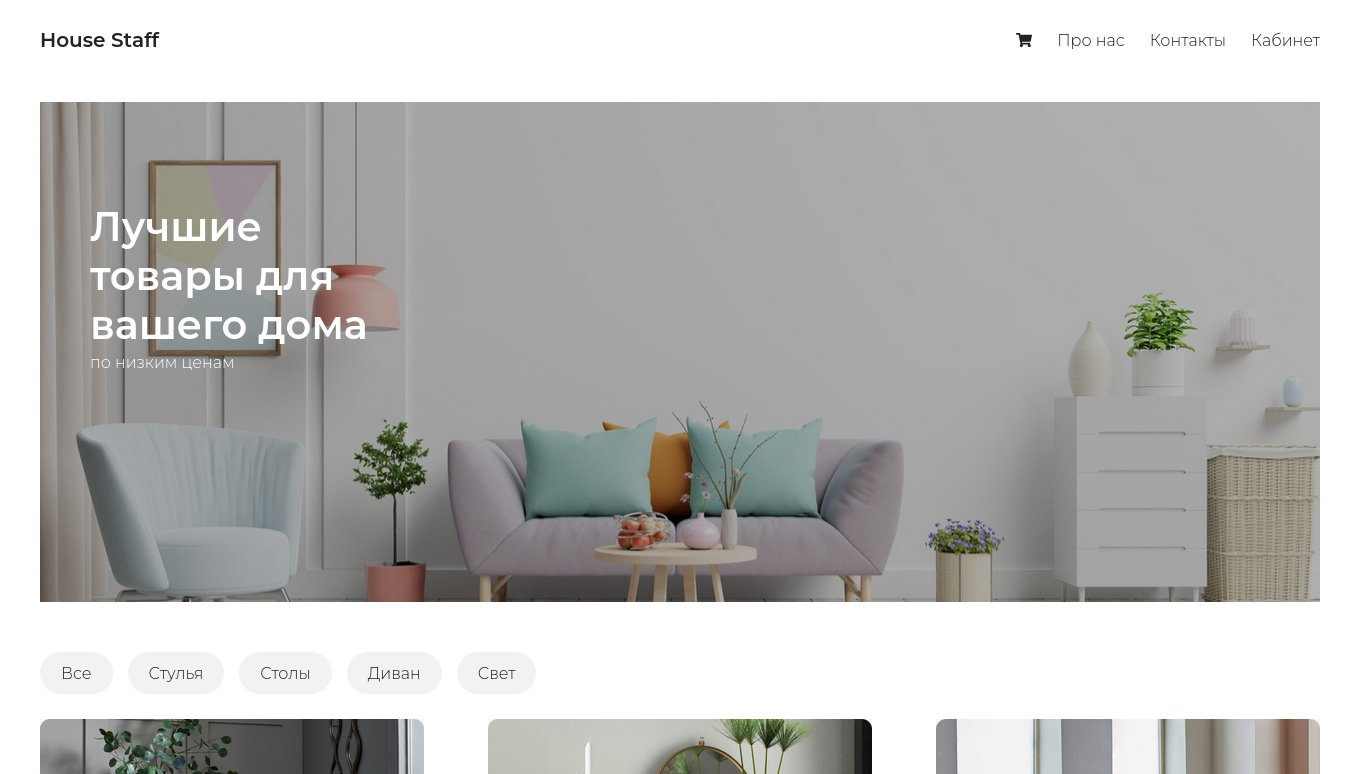 House Staff
Про нас
Контакты
Кабинет
Лучшие
товары для
вашего дома
по низким ценам
Все
Стулья
Столы
Диван
Свет